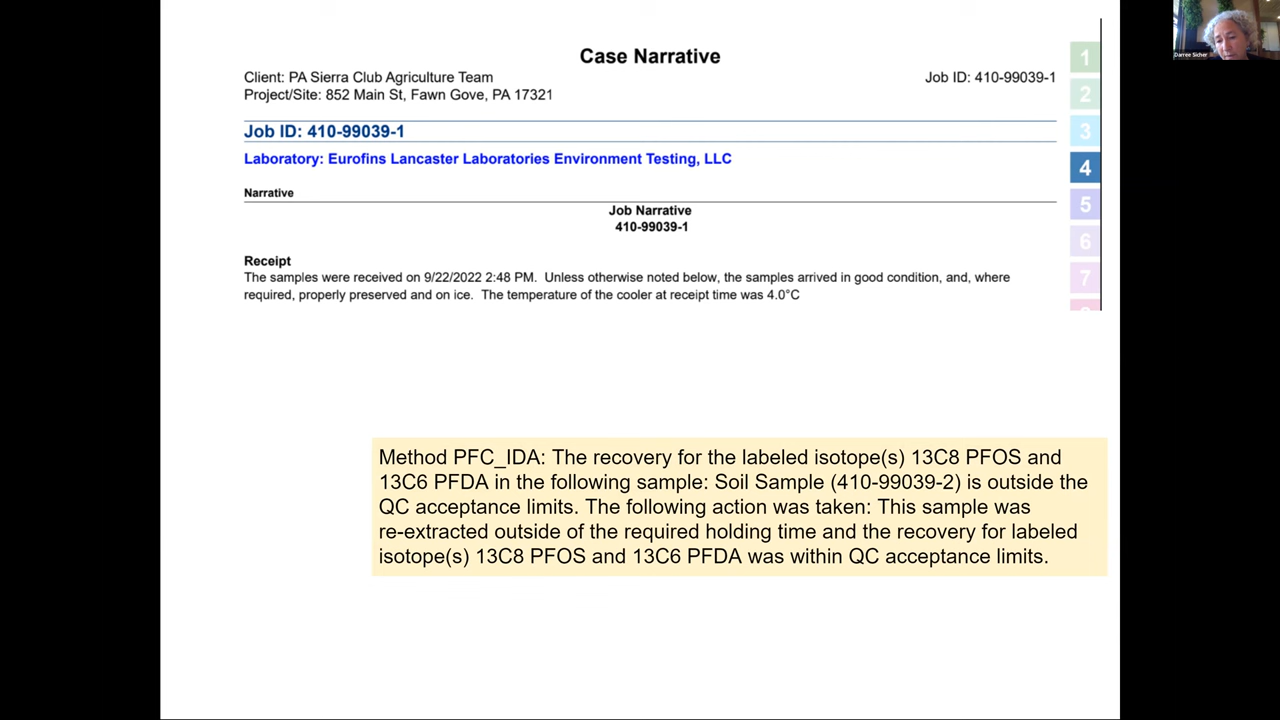 Case Narrative
Client: PA Sierra Club Agriculture Team
Job ID: 410-99039-1
Project/Site: 852 Main St, Fawn Gove, PA 17321
Job ID: 410-99039-1
Laboratory: Eurofins Lancaster Laboratories Environment Testing, LLC
Narrative
Job Narrative
410-99039-1
Receipt
The samples were received on 9/22/2022 2:48 PM. Unless otherwise noted below, the samples arrived in good condition, and, where
required, properly preserved and on ice. The temperature of the cooler at receipt time was 4.0°C
Method PFC_IDA: The recovery for the labeled isotope(s) 13C8 PFOS and
13C6 PFDA in the following sample: Soil Sample (410-99039-2) is outside the
QC acceptance limits. The following action was taken: This sample was
re-extracted outside of the required holding time and the recovery for labeled
isotope(s) 13C8 PFOS and 13C6 PFDA was within QC acceptance limits.
1
2
3
4
5
6
7
Darree Sicher